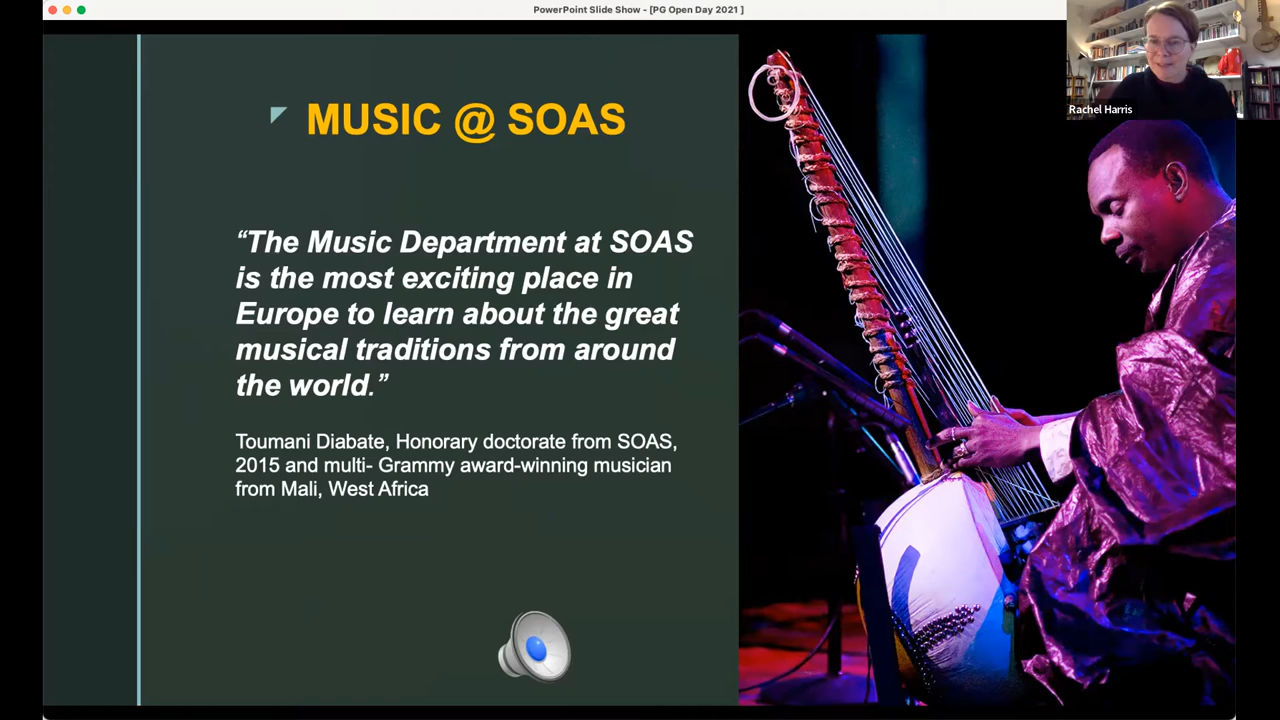 PowerPoint Slide Show - [PG Open Day 2021 ]
Rachel Harris
MUSIC @ SOAS
“The Music Department at SOAS
is the most exciting place in
Europe to learn about the great
musical traditions from around
the world.”
Toumani Diabate, Honorary doctorate from SOAS,
2015 and multi- Grammy award-winning musician
from Mali, West Africa